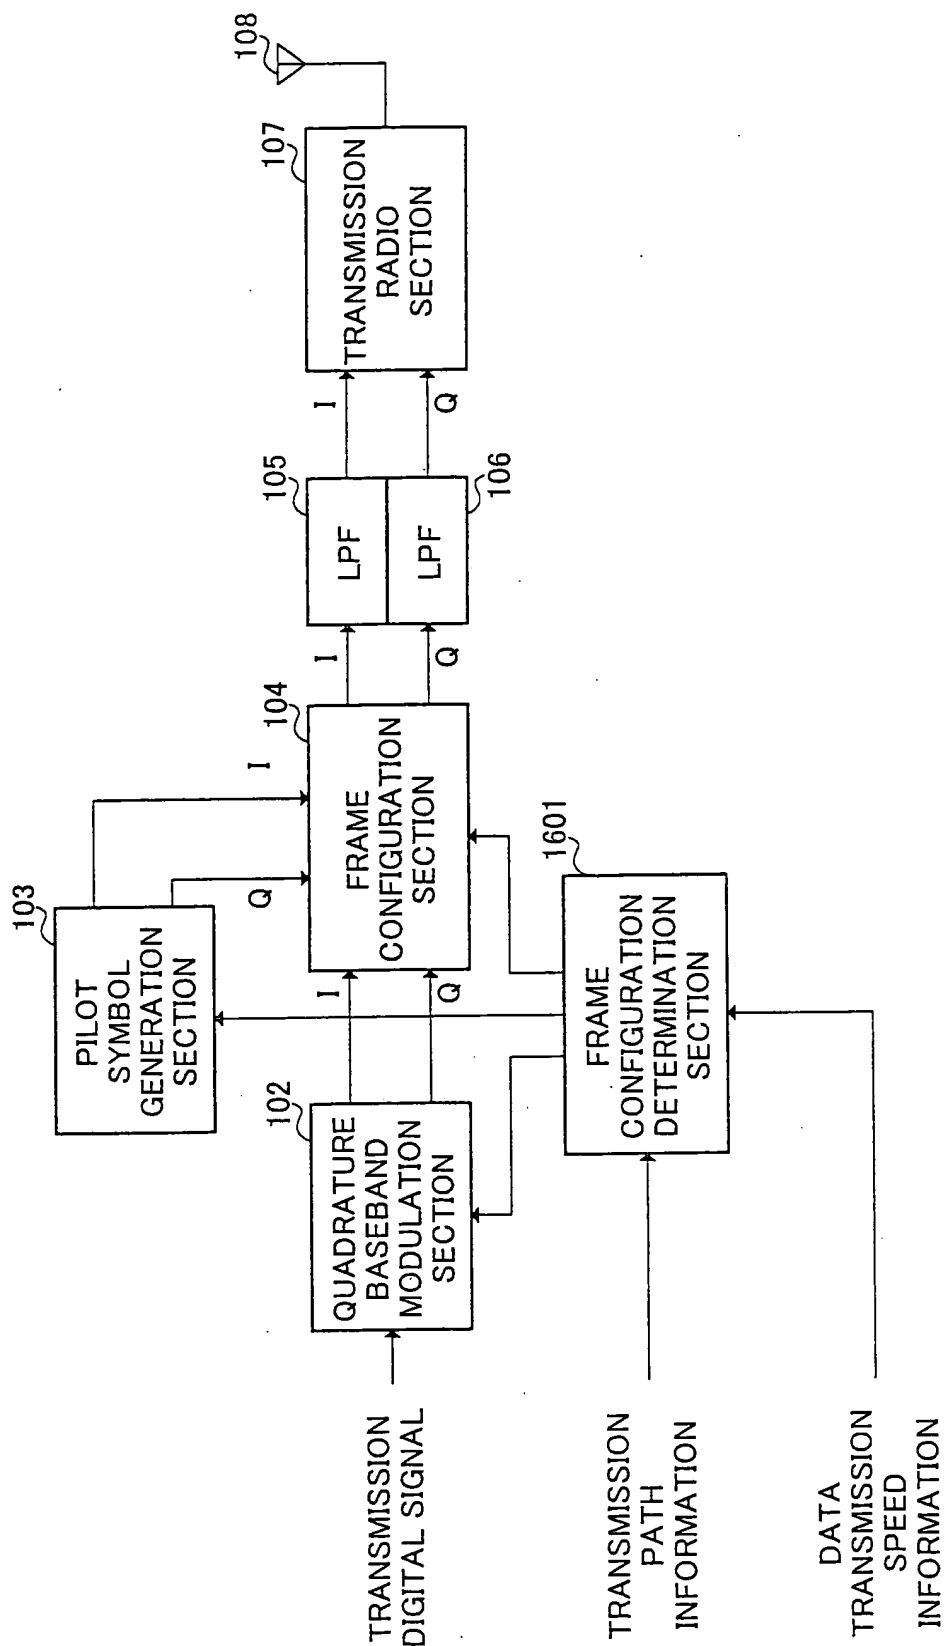 TRANSMISSION
DIGITAL SIGNAL
TRANSMISSION
PATH
INFORMATION
DATA
TRANSMISSION
SPEED
INFORMATION
102
QUADRATURE
BASEBAND
MODULATION
SECTION
I
Q
103
PILOT
SYMBOL
GENERATION
SECTION
I
Q
1601
FRAME
CONFIGURATION
DETERMINATION
SECTION
104
FRAME
CONFIGURATION
SECTION
I
Q
105
LPF
LPF
106
I
Q
107
TRANSMISSION
RADIO
SECTION
108